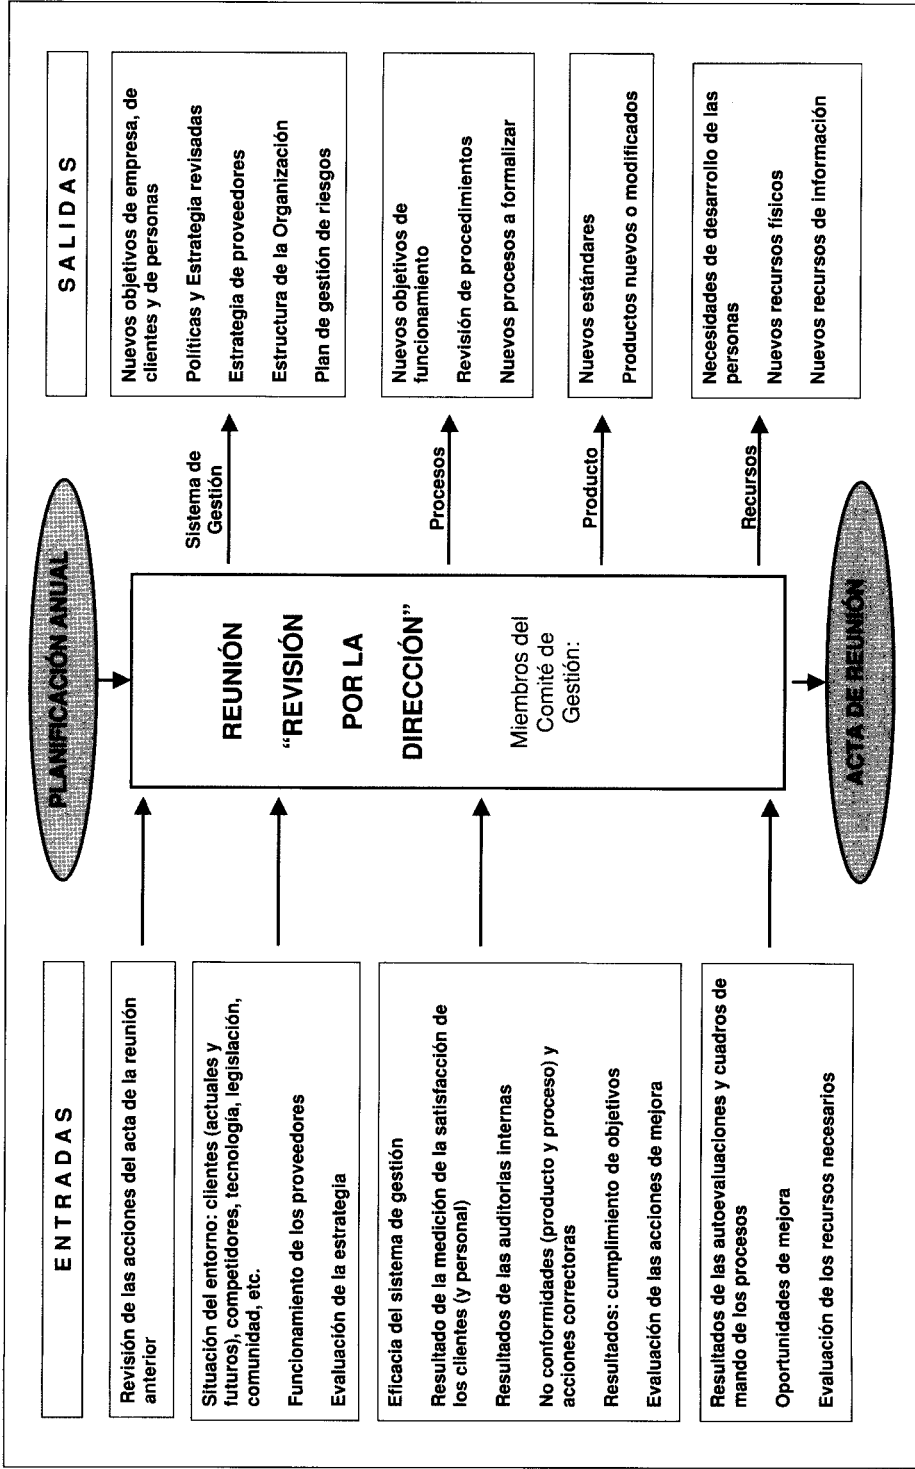 ENTRADAS
Revisión de las acciones del acta de la reunión
anterior
Situación del entorno: clientes (actuales y
futuros), competidores, tecnología, legislación,
comunidad, etc.
Funcionamiento de los proveedores
Evaluación de la estrategia
Eficacia del sistema de gestión
Resultado de la medición de la satisfacción de
los clientes (y personal)
Resultados de las auditorias internas
No conformidades (producto y proceso) y
acciones correctoras
Resultados: cumplimiento de objetivos
Evaluación de las acciones de mejora
Resultados de las autoevaluaciones y cuadros de
mando de los procesos
Oportunidades de mejora
Evaluación de los recursos necesarios
PLANIFICACIÓN ANUAL
REUNIÓN
“REVISIÓN
POR LA
DIRECCIÓN”
Miembros del
Comité de
Gestión:
ACTA DE REUNIÓN
Sistema de
Gestión
Procesos
Producto
Recursos
SALIDAS
Nuevos objetivos de empresa, de
clientes y de personas
Políticas y Estrategia revisadas
Estrategia de proveedores
Estructura de la Organización
Plan de gestión de riesgos
Nuevos objetivos de
funcionamiento
Revisión de procedimientos
Nuevos procesos a formalizar
Nuevos estándares
Productos nuevos o modificados
Necesidades de desarrollo de las
personas
Nuevos recursos físicos
Nuevos recursos de información